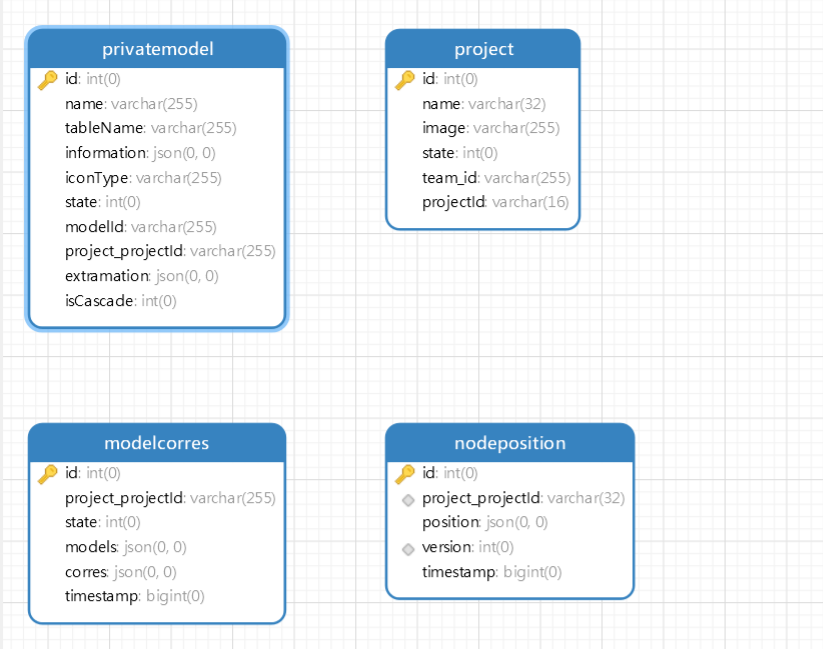 privatemodel
id: int(0)
name: varchar(255)
tableName: varchar(255)
information: json(0, 0)
iconType: varchar(255)
state: int(0)
modelId: varchar(255)
project_projectId: varchar(255)
extramation: json(0, 0)
isCascade: int(0)
project
id: int(0)
name: varchar(32)
image: varchar(255)
state: int(0)
team_id: varchar(255)
projectId: varchar(16)
modelcorres
id: int(0)
project_projectId: varchar(255)
state: int(0)
models: json(0, 0)
corres: json(0, 0)
timestamp: bigint(0)
nodeposition
id: int(0)
project_projectId: varchar(32)
position: json(0, 0)
version: int(0)
timestamp: bigint(0)